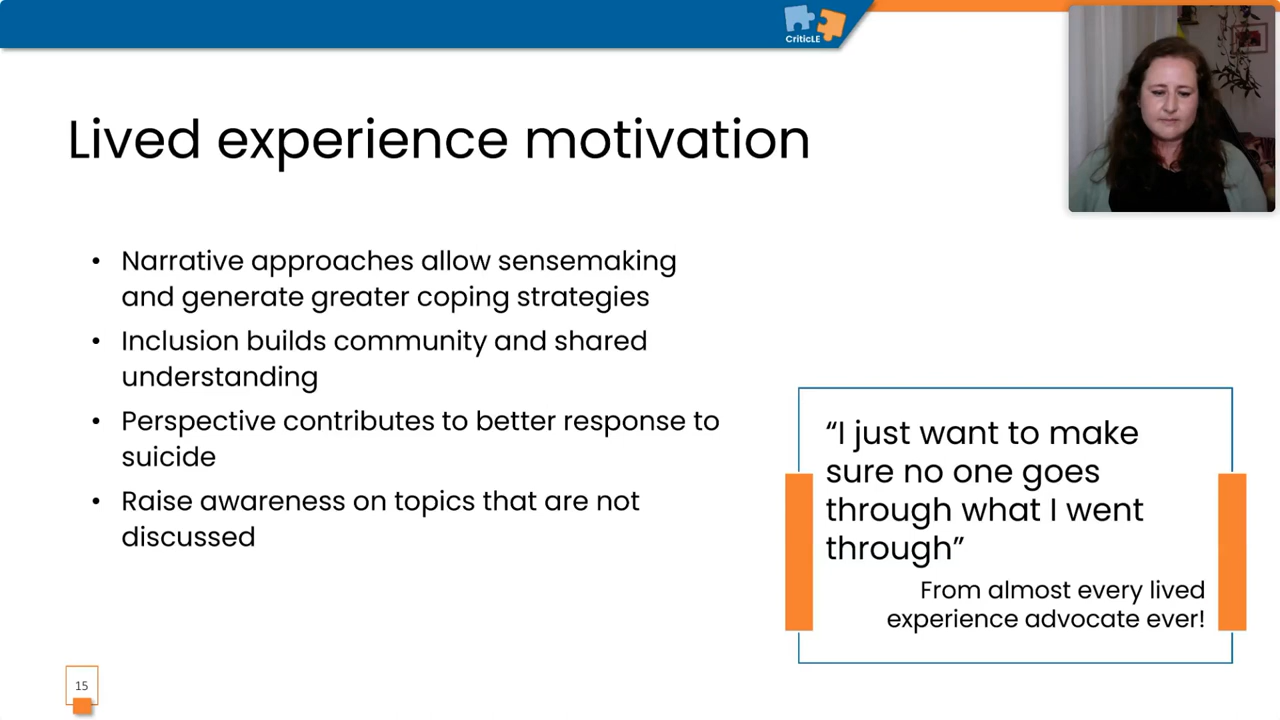 CriticLE
Lived experience motivation
• Narrative approaches allow sensemaking
and generate greater coping strategies
• Inclusion builds community and shared
understanding
• Perspective contributes to better response to
suicide
• Raise awareness on topics that are not
discussed
“I just want to make
sure no one goes
through what I went
through”
From almost every lived
experience advocate ever!
15